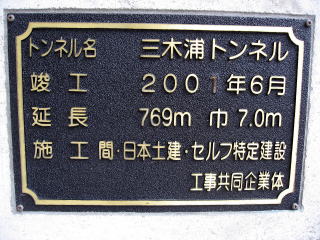 トンネル名 三木浦トンネル
竣工 2001年6月
延長 769m 巾 7.0m
施工 間・日本土建・セルフ特定建設
工事共同企業体